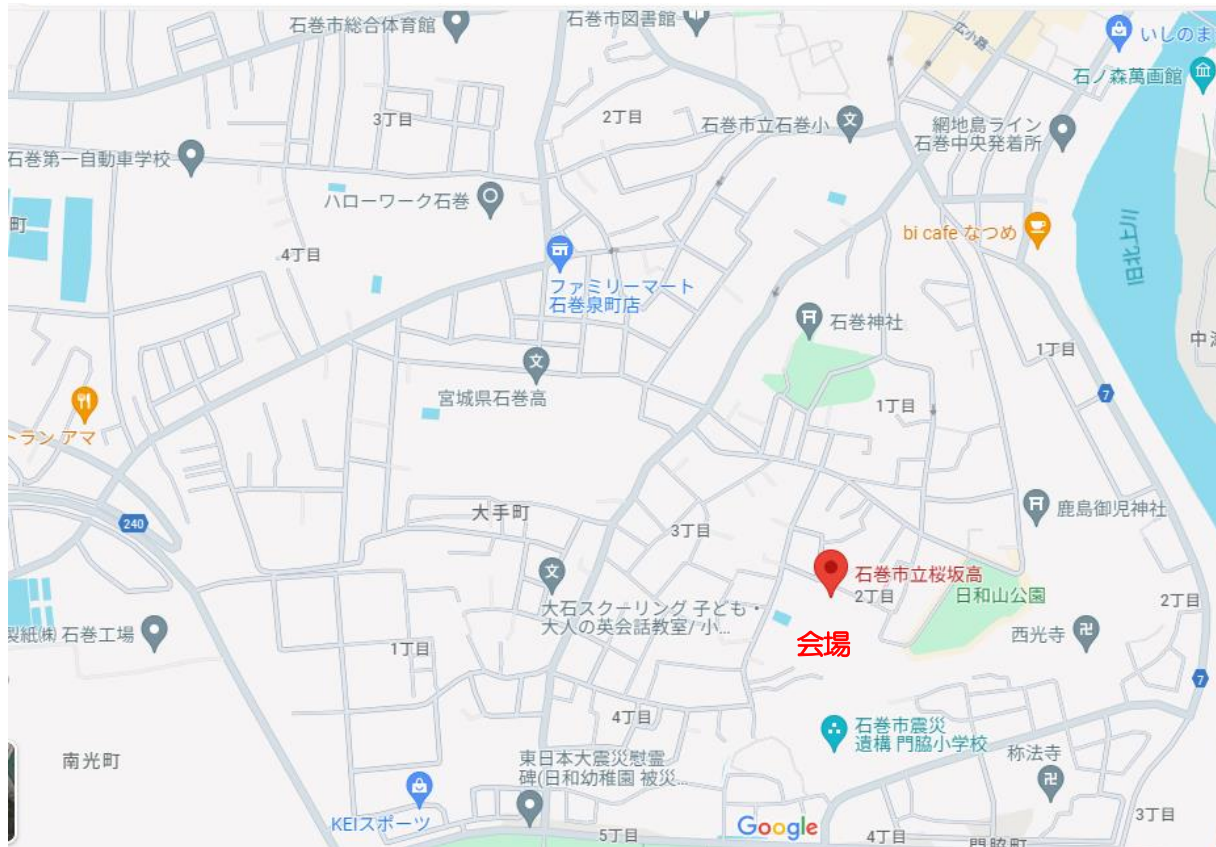 石巻市総合体育館
石巻市図書館
広小路
いしのま
石ノ森萬画館
3丁目
2丁目
石巻市立石巻小
網地島ライン
石巻中央発着所
石巻第一自動車学校
ハローワーク石巻
町
bi cafe なつめ
旧北上川
4丁目
ファミリーマート
石巻泉町店
石巻神社
中
1丁目
宮城県石巻高
7
1丁目
トラン アマ
大手町
鹿島御児神社
240
3丁目
石巻市立桜坂高
2丁目
日和山公園
大石スクーリング 子ども・
大人の英会話教室/ 小...
2丁目
製紙㈱ 石巻工場
会場
西光寺
1丁目
7
4丁目
石巻市震災
遺構 門脇小学校
南光町
東日本大震災慰霊
碑(日和幼稚園 被災...
称法寺
KEIスポーツ
3丁目
Google
5丁目
4丁目
門脇町